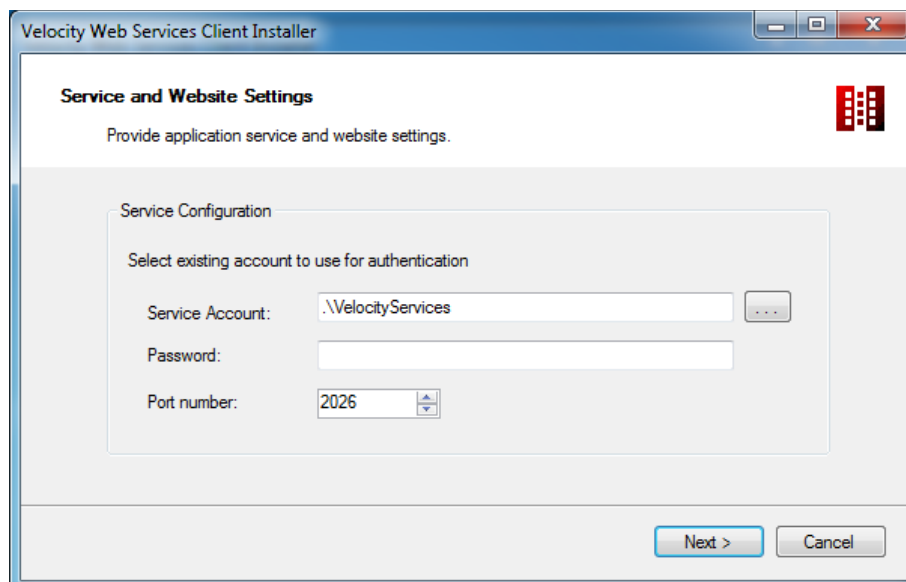 Velocity Web Services Client Installer
Service and Website Settings
Provide application service and website settings.
Service Configuration
Select existing account to use for authentication
Service Account: .\VelocityServices ...
Password:
Port number: 2026
Next > Cancel